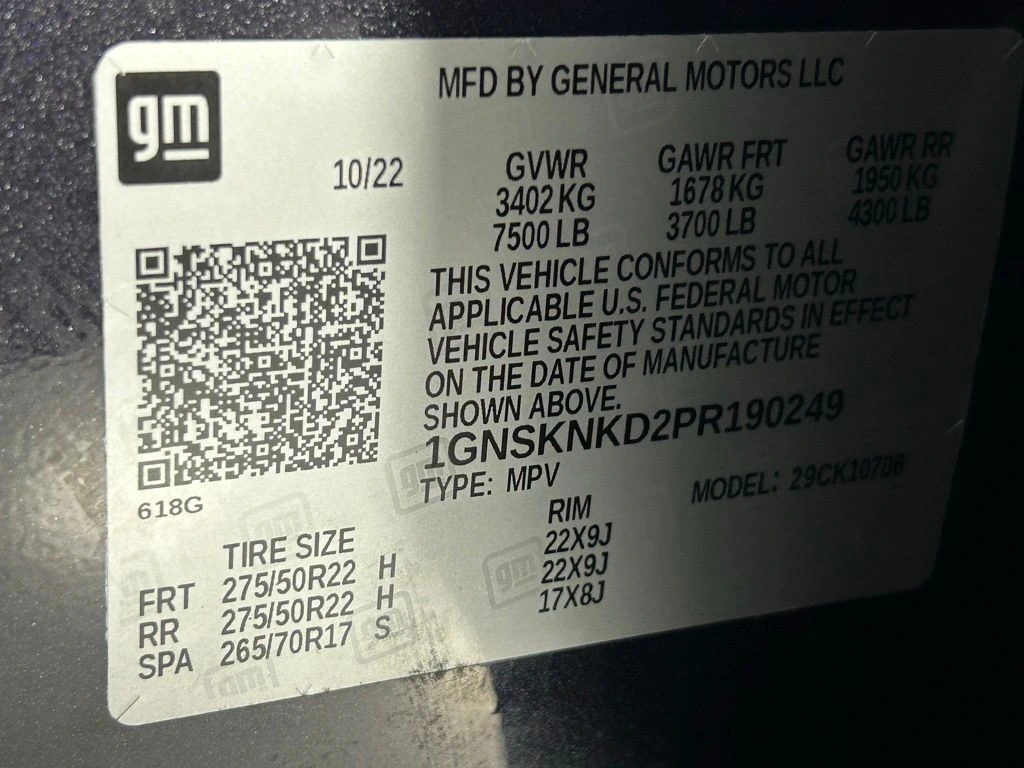 gm
MFD BY GENERAL MOTORS LLC
10/22 GVWR GAWR FRT GAWR RR
3402 KG 1678 KG 1950 KG
7500 LB 3700 LB 4300 LB
THIS VEHICLE CONFORMS TO ALL
APPLICABLE U.S. FEDERAL MOTOR
VEHICLE SAFETY STANDARDS IN EFFECT
ON THE DATE OF MANUFACTURE
SHOWN ABOVE.
1GNSKNKD2PR190249
TYPE: MPV MODEL: 29CK10706
618G
TIRE SIZE RIM
FRT 275/50R22 H 22X9J
RR 275/50R22 H 22X9J
SPA 265/70R17 S 17X8J